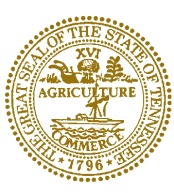 THE GREAT SEAL OF THE STATE OF TENNESSEE
XVI
AGRICULTURE
COMMERCE
1796